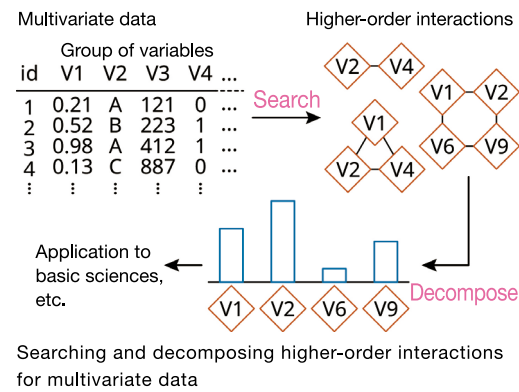 Multivariate data
Higher-order interactions
Group of variables
id V1 V2 V3 V4 ...
1 0.21 A 121 0 ...
2 0.52 B 223 1 ...
3 0.98 A 412 1 ...
4 0.13 C 887 0 ...
⋮ ⋮ ⋮ ⋮ ⋮
Search
V2 V4
V1 V2
V6 V9
V1
V2 V4
Decompose
V1 V2 V6 V9
Application to
basic sciences,
etc.
Searching and decomposing higher-order interactions
for multivariate data